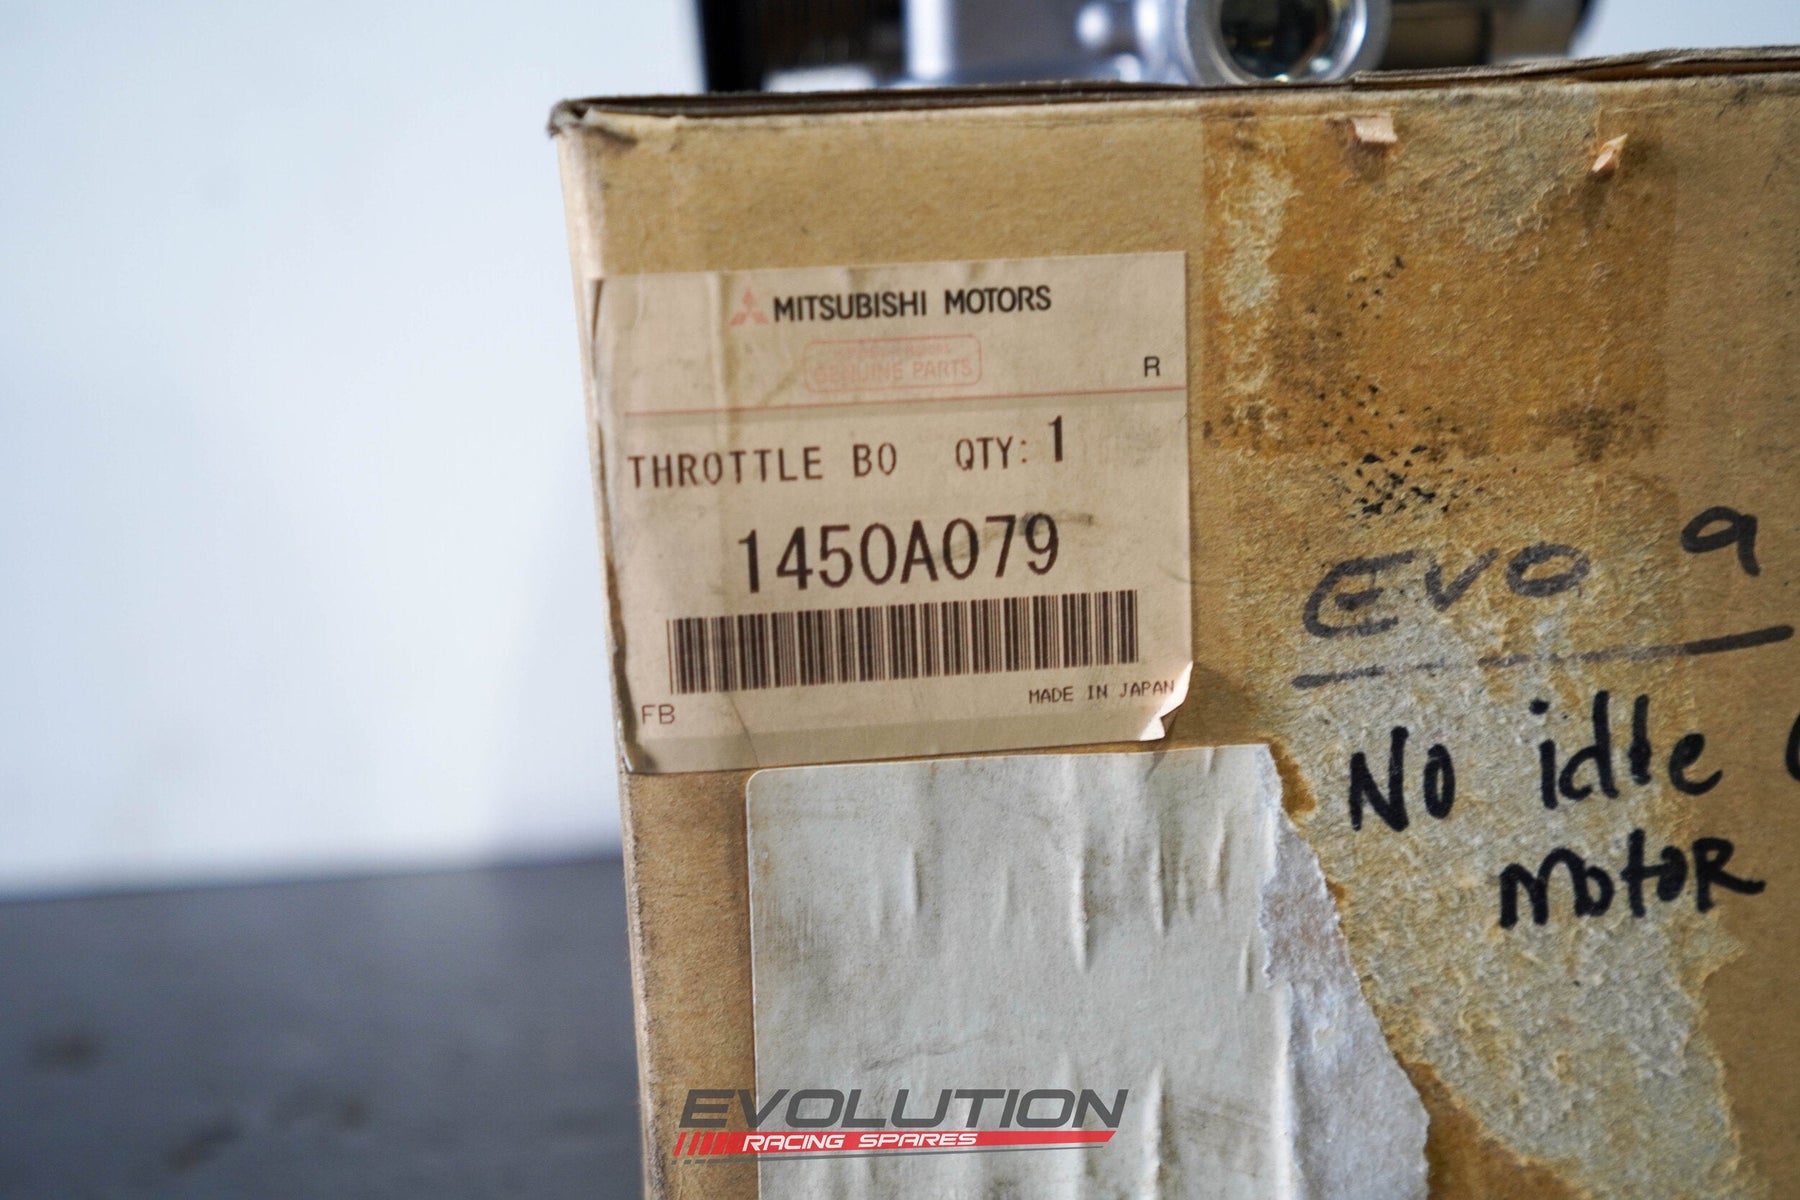 MITSUBISHI MOTORS
GENUINE PARTS
R
THROTTLE BO QTY: 1
1450A079
MADE IN JAPAN
FB
EVO 9
No idle
motoR
EVOLUTION
RACING SPARES